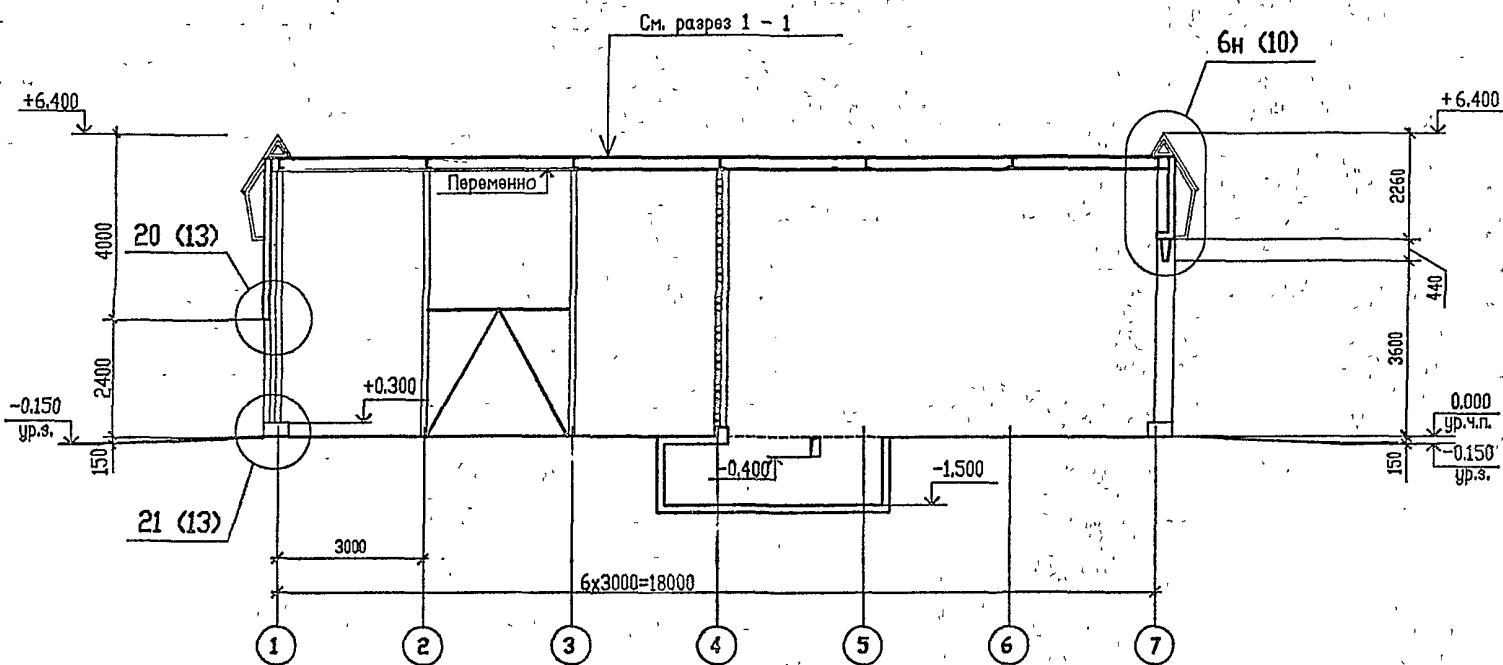 См. разрез 1 - 1
6н (10)
+6.400
+6.400
Переменно
2260
4000
20 (13)
440
2400
3600
+0.300
-0.150
ур.з.
0.000
ур.ч.п.
-0.400
-1.500
150
150
-0.150
ур.з.
21 (13)
3000
6х3000=18000
1 2 3 4 5 6 7